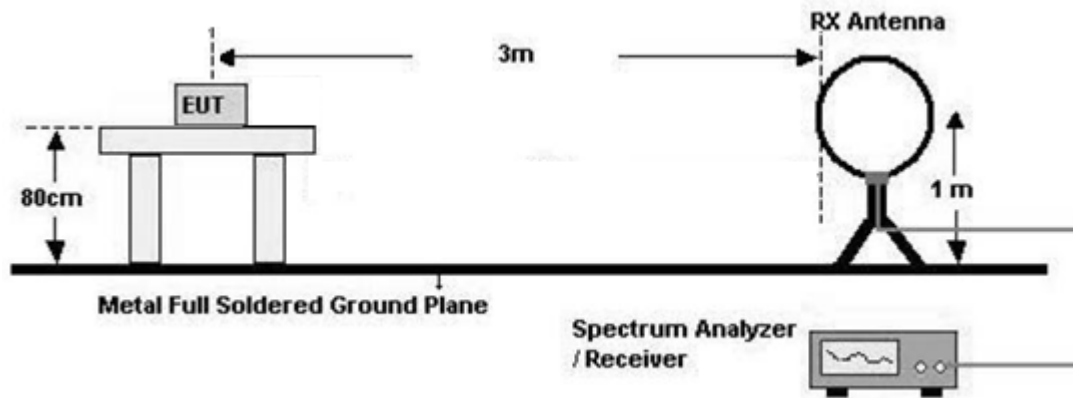 RX Antenna
3m
EUT
80cm
1 m
Metal Full Soldered Ground Plane
Spectrum Analyzer
/ Receiver